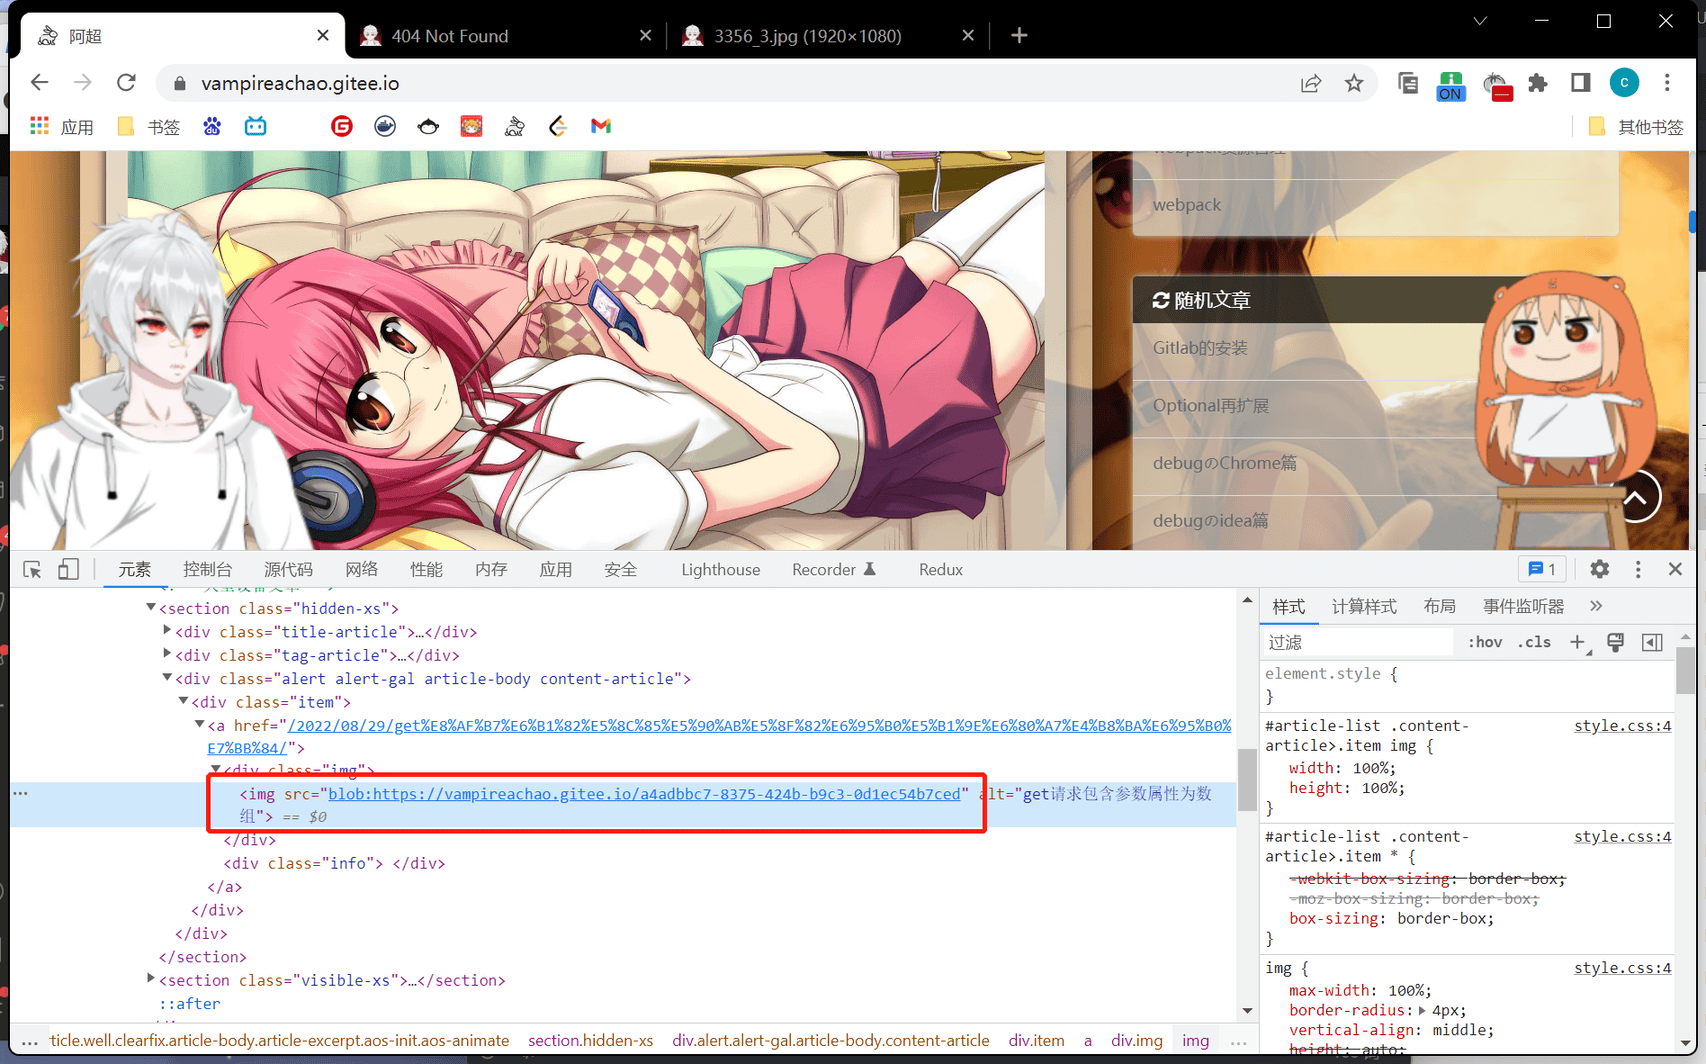 阿超
404 Not Found
3356_3.jpg (1920×1080)
vampireachao.gitee.io
ON
C
应用
书签
其他书签
webpack
随机文章
Gitlab的安装
Optional再扩展
debugのChrome篇
debugのidea篇
元素 控制台 源代码 网络 性能 内存 应用 安全 Lighthouse Recorder Redux
1
<section class="hidden-xs">
<div class="title-article">…</div>
<div class="tag-article">…</div>
<div class="alert alert-gal article-body content-article">
<div class="item">
<a href="/2022/08/29/get%E8%AF%B7%E6%B1%82%E5%8C%85%E5%90%AB%E5%8F%82%E6%95%B0%E5%B1%9E%E6%80%A7%E4%B8%BA%E6%95%B0%
E7%BB%84/">
<div class="img">
<img src="blob:https://vampireachao.gitee.io/a4adbbc7-8375-424b-b9c3-0d1ec54b7ced" alt="get请求包含参数属性为数
组"> == $0
</div>
<div class="info"> </div>
</a>
</div>
</div>
</section>
<section class="visible-xs">…</section>
::after
... rticle.well.clearfix.article-body.article-excerpt.aos-init.aos-animate section.hidden-xs div.alert.alert-gal.article-body.content-article div.item a div.img img ...
样式 计算样式 布局 事件监听器 »
过滤 :hov .cls +
element.style {
}
#article-list .content- style.css:4
article>.item img {
width: 100%;
height: 100%;
}
#article-list .content- style.css:4
article>.item * {
-webkit-box-sizing: border-box;
-moz-box-sizing: border-box;
box-sizing: border-box;
}
img { style.css:4
max-width: 100%;
border-radius: 4px;
vertical-align: middle;
height: auto;